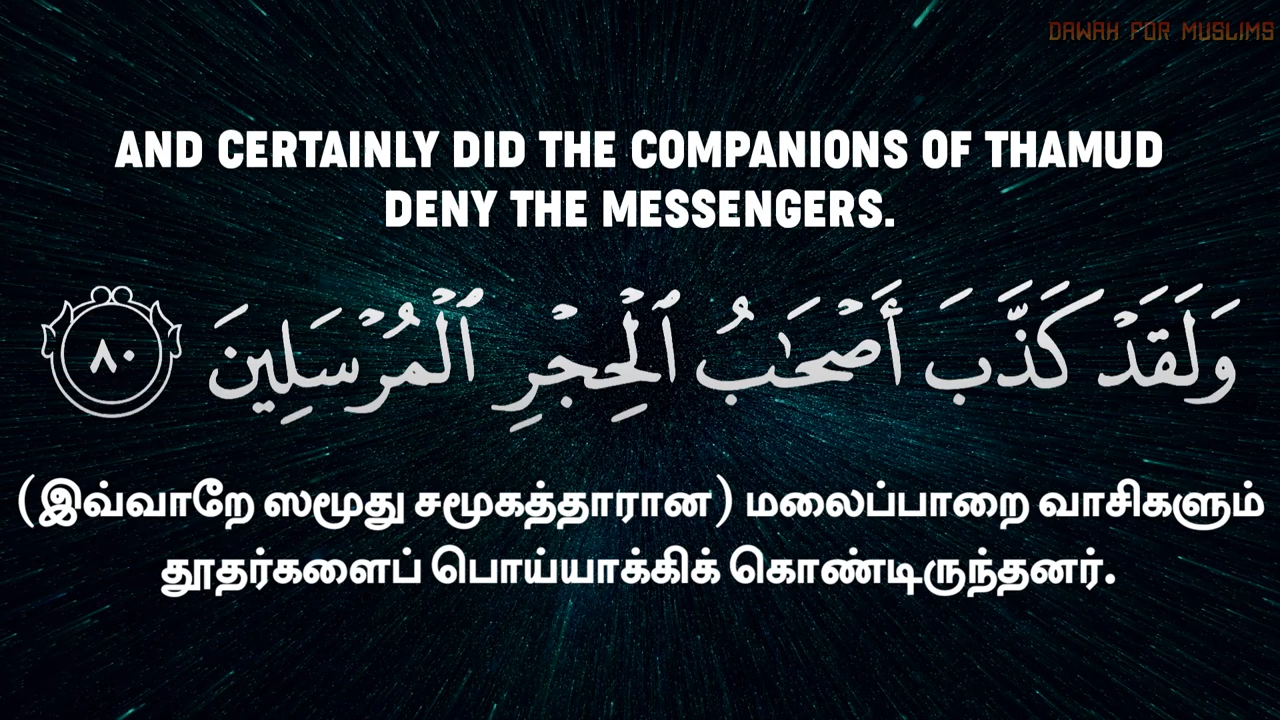 DAWAH FOR MUSLIMS
AND CERTAINLY DID THE COMPANIONS OF THAMUD
DENY THE MESSENGERS.
وَلَقَدْ كَذَّبَ أَصْحَٰبُ ٱلْحِجْرِ ٱلْمُرْسَلِينَ ٨٠
(இவ்வாறே ஸமூது சமூகத்தாரான) மலைப்பாறை வாசிகளும்
தூதர்களைப் பொய்யாக்கிக் கொண்டிருந்தனர்.